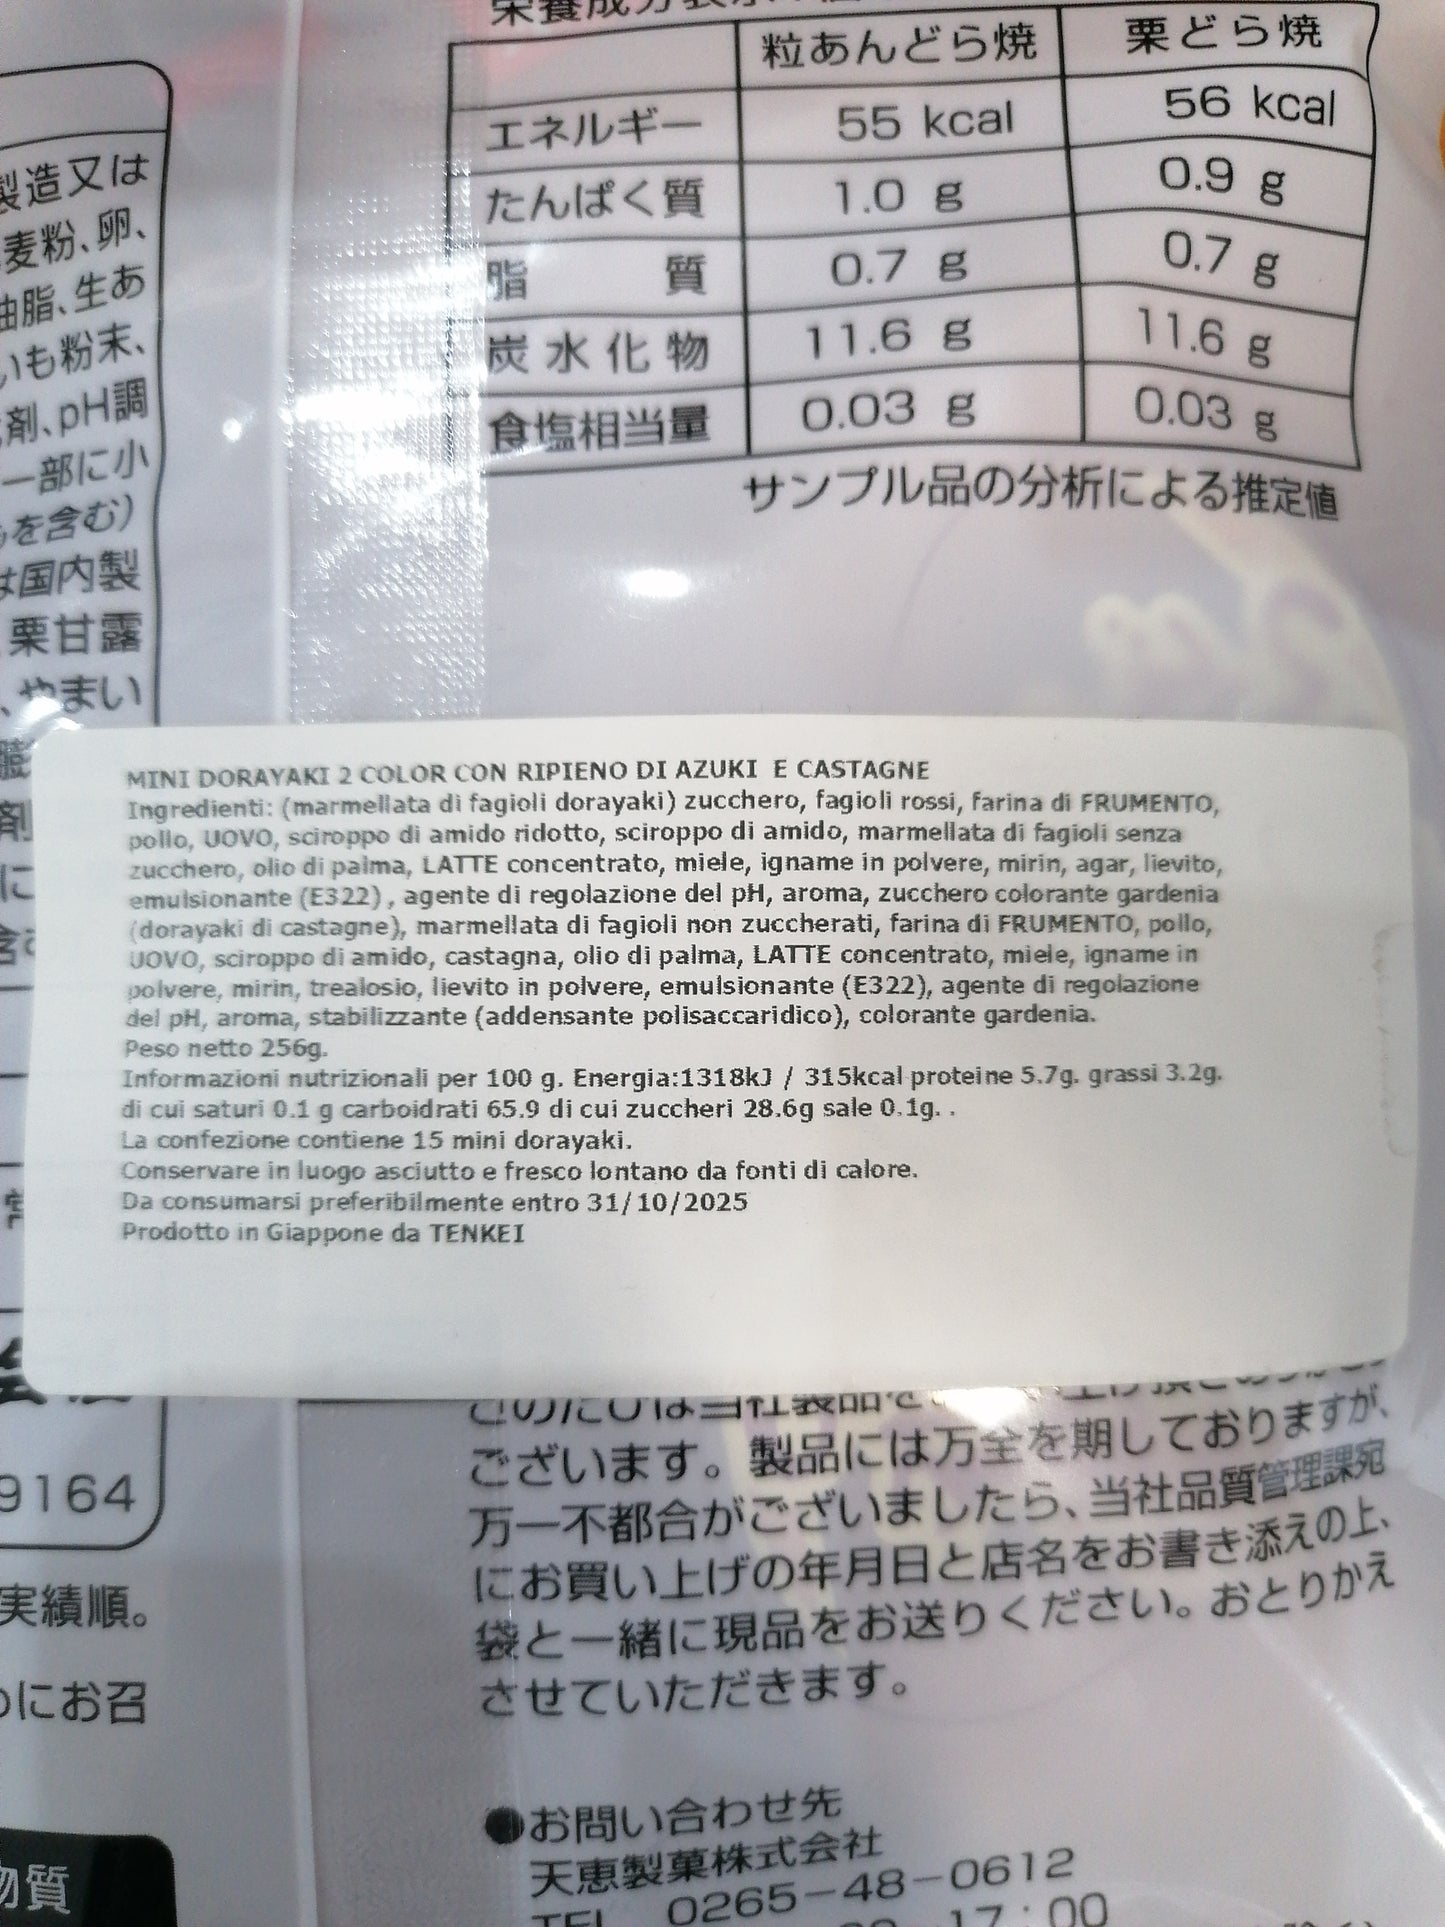 粒あんどら焼 栗どら焼
エネルギー 55 kcal 56 kcal
たんぱく質 1.0 g 0.9 g
脂 質 0.7 g 0.7 g
炭水化物 11.6 g 11.6 g
食塩相当量 0.03 g 0.03 g
サンプル品の分析による推定値
製造又は
麦粉、卵、
油脂、生あ
いも粉末、
剤、pH調
一部に小
を含む）
は国内製
栗甘露
、やまい
MINI DORAYAKI 2 COLOR CON RIPIENO DI AZUKI E CASTAGNE
Ingredienti: (marmellata di fagioli dorayaki) zucchero, fagioli rossi, farina di FRUMENTO,
pollo, UOVO, sciroppo di amido ridotto, sciroppo di amido, marmellata di fagioli senza
zucchero, olio di palma, LATTE concentrato, miele, igname in polvere, mirin, agar, lievito,
emulsionante (E322) , agente di regolazione del pH, aroma, zucchero colorante gardenia
(dorayaki di castagne), marmellata di fagioli non zuccherati, farina di FRUMENTO, pollo,
UOVO, sciroppo di amido, castagna, olio di palma, LATTE concentrato, miele, igname in
polvere, mirin, trealosio, lievito in polvere, emulsionante (E322), agente di regolazione
del pH, aroma, stabilizzante (addensante polisaccaridico), colorante gardenia.
Peso netto 256g.
Informazioni nutrizionali per 100 g. Energia:1318kJ / 315kcal proteine 5.7g. grassi 3.2g.
di cui saturi 0.1 g carboidrati 65.9 di cui zuccheri 28.6g sale 0.1g. .
La confezione contiene 15 mini dorayaki.
Conservare in luogo asciutto e fresco lontano da fonti di calore.
Da consumarsi preferibilmente entro 31/10/2025
Prodotto in Giappone da TENKEI
9164
実績順。
にお召
物質
このたびは当社製品を
ございます。製品には万全を期しておりますが、
万一不都合がございましたら、当社品質管理課宛
にお買い上げの年月日と店名をお書き添えの上、
袋と一緒に現品をお送りください。おとりかえ
させていただきます。
●お問い合わせ先
天恵製菓株式会社
TEL 0265-48-0612
17:00